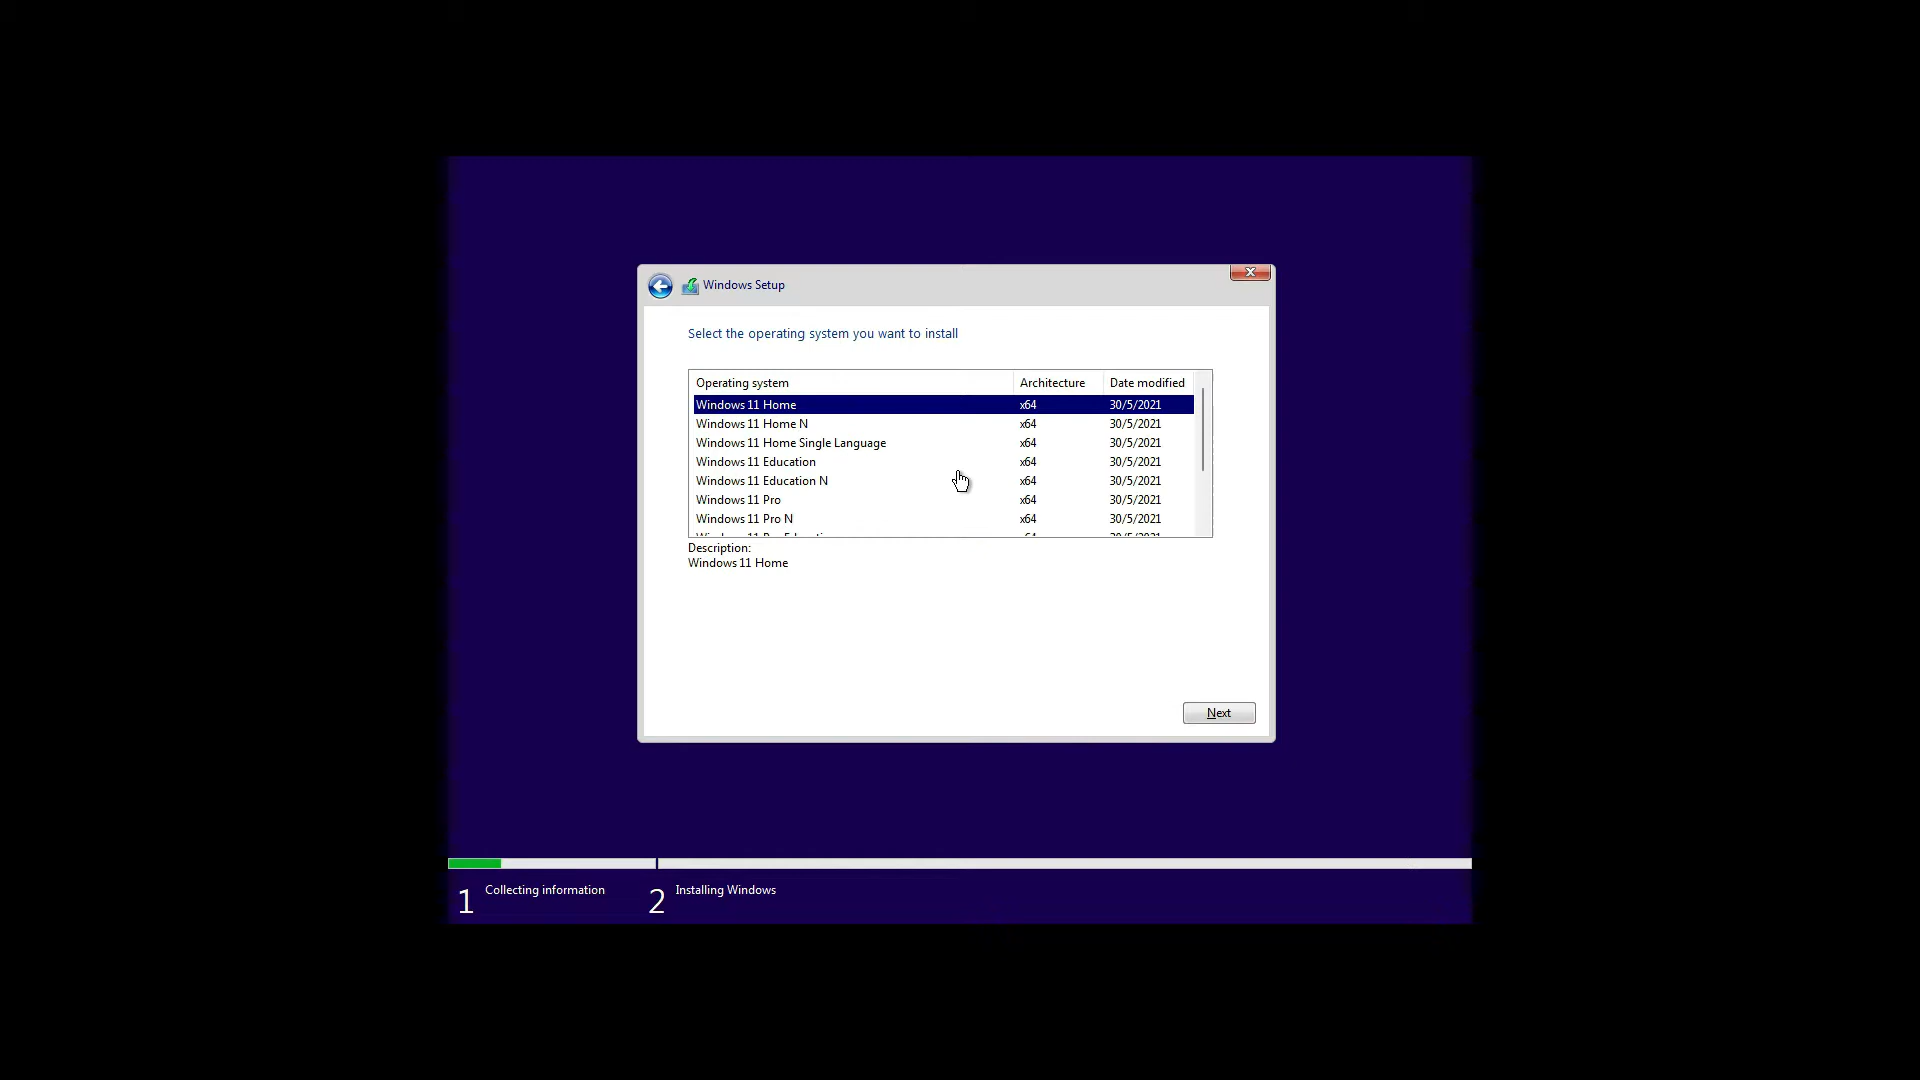 Windows Setup
Select the operating system you want to install
Operating system Architecture Date modified
Windows 11 Home x64 30/5/2021
Windows 11 Home N x64 30/5/2021
Windows 11 Home Single Language x64 30/5/2021
Windows 11 Education x64 30/5/2021
Windows 11 Education N x64 30/5/2021
Windows 11 Pro x64 30/5/2021
Windows 11 Pro N x64 30/5/2021
Description:
Windows 11 Home
Next
1 Collecting information 2 Installing Windows